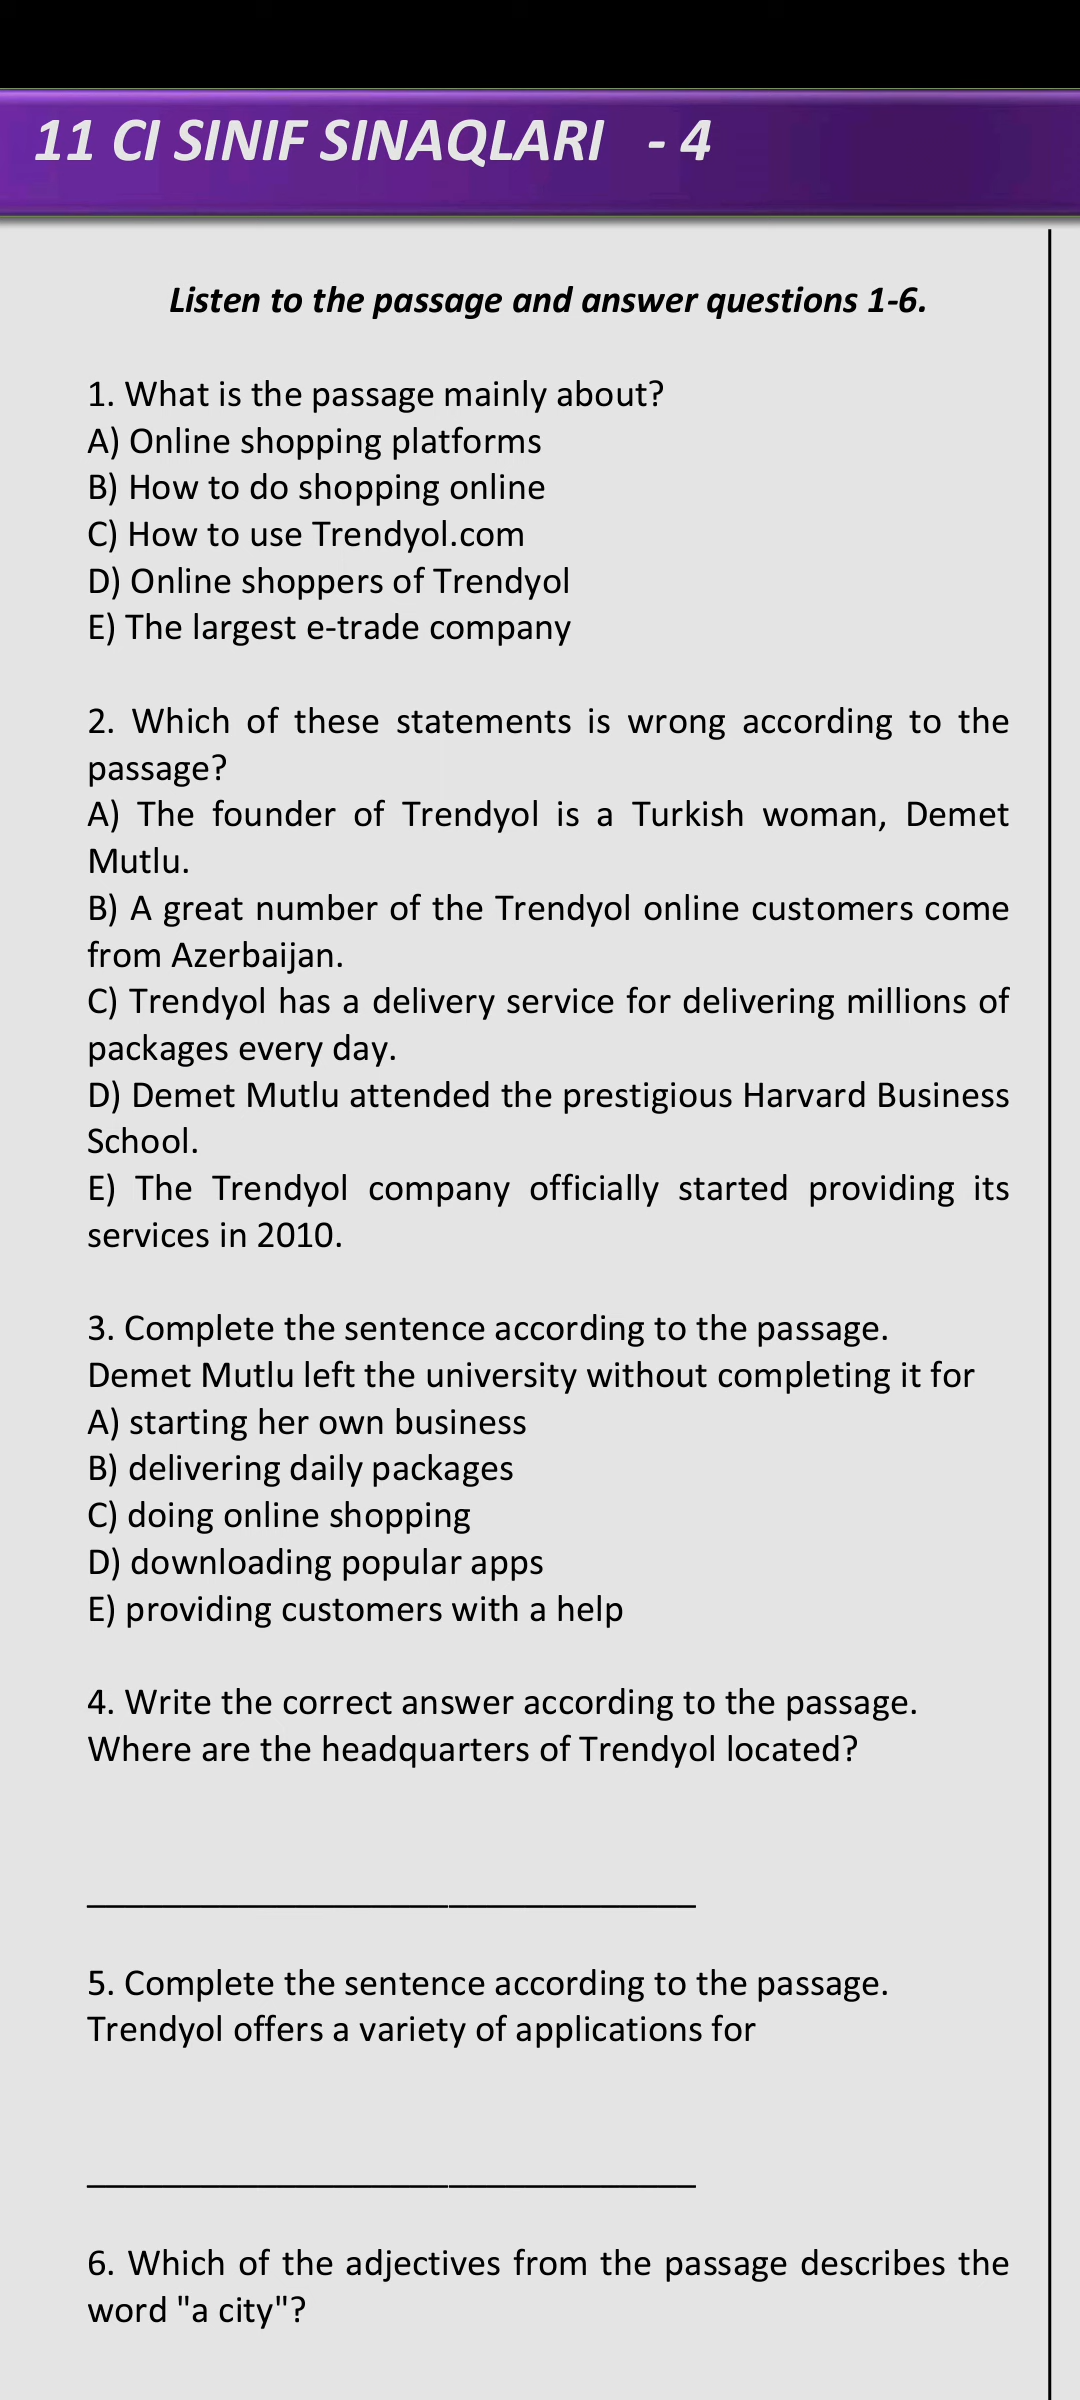 11 CI SINIF SINAQLARI - 4
Listen to the passage and answer questions 1-6.
1. What is the passage mainly about?
A) Online shopping platforms
B) How to do shopping online
C) How to use Trendyol.com
D) Online shoppers of Trendyol
E) The largest e-trade company
2. Which of these statements is wrong according to the
passage?
A) The founder of Trendyol is a Turkish woman, Demet
Mutlu.
B) A great number of the Trendyol online customers come
from Azerbaijan.
C) Trendyol has a delivery service for delivering millions of
packages every day.
D) Demet Mutlu attended the prestigious Harvard Business
School.
E) The Trendyol company officially started providing its
services in 2010.
3. Complete the sentence according to the passage.
Demet Mutlu left the university without completing it for
A) starting her own business
B) delivering daily packages
C) doing online shopping
D) downloading popular apps
E) providing customers with a help
4. Write the correct answer according to the passage.
Where are the headquarters of Trendyol located?
5. Complete the sentence according to the passage.
Trendyol offers a variety of applications for
6. Which of the adjectives from the passage describes the
word "a city"?